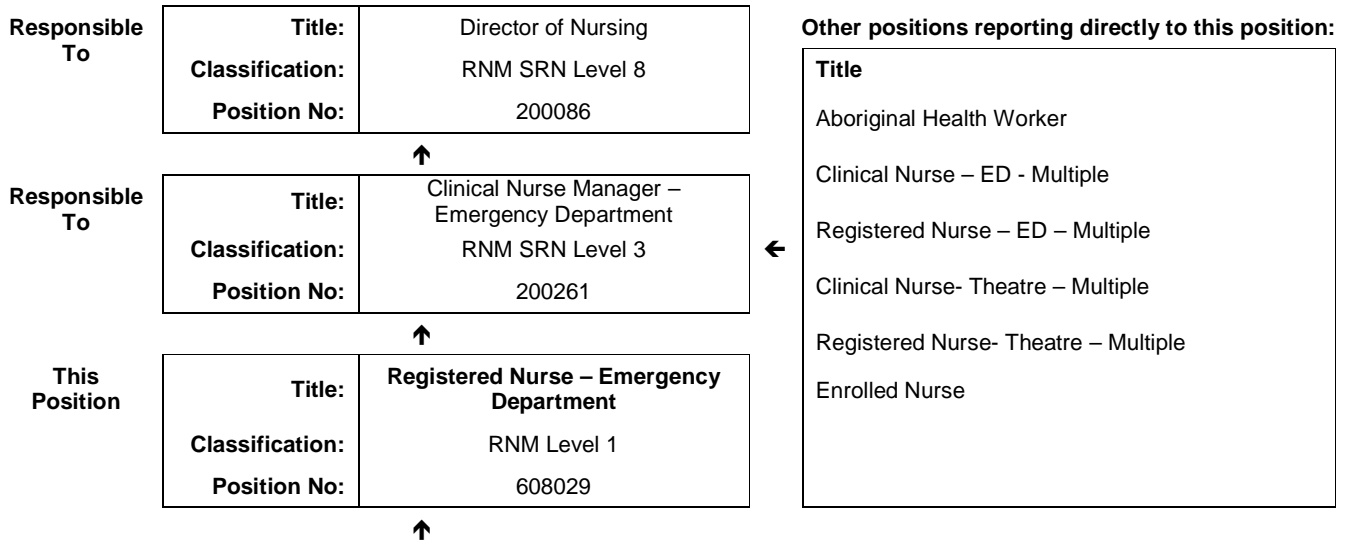 Responsible To
Title: Director of Nursing
Classification: RNM SRN Level 8
Position No: 200086
Responsible To
Title: Clinical Nurse Manager –
Emergency Department
Classification: RNM SRN Level 3
Position No: 200261
This Position
Title: Registered Nurse – Emergency
Department
Classification: RNM Level 1
Position No: 608029
Other positions reporting directly to this position:
Title
Aboriginal Health Worker
Clinical Nurse – ED - Multiple
Registered Nurse – ED – Multiple
Clinical Nurse- Theatre – Multiple
Registered Nurse- Theatre – Multiple
Enrolled Nurse